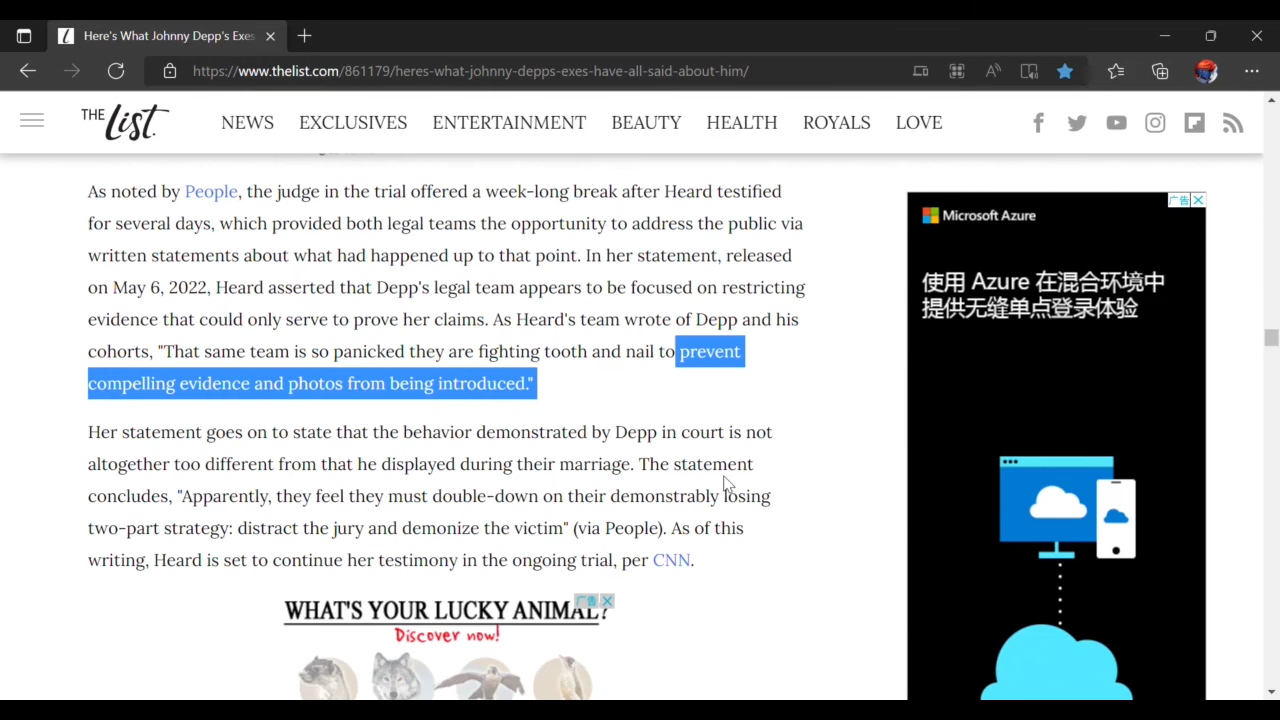 Here's What Johnny Depp's Exes
https://www.thelist.com/861179/heres-what-johnny-depps-exes-have-all-said-about-him/
THE List
NEWS EXCLUSIVES ENTERTAINMENT BEAUTY HEALTH ROYALS LOVE
As noted by People, the judge in the trial offered a week-long break after Heard testified
for several days, which provided both legal teams the opportunity to address the public via
written statements about what had happened up to that point. In her statement, released
on May 6, 2022, Heard asserted that Depp's legal team appears to be focused on restricting
evidence that could only serve to prove her claims. As Heard's team wrote of Depp and his
cohorts, "That same team is so panicked they are fighting tooth and nail to prevent
compelling evidence and photos from being introduced."
Her statement goes on to state that the behavior demonstrated by Depp in court is not
altogether too different from that he displayed during their marriage. The statement
concludes, "Apparently, they feel they must double-down on their demonstrably losing
two-part strategy: distract the jury and demonize the victim" (via People). As of this
writing, Heard is set to continue her testimony in the ongoing trial, per CNN.
广告
WHAT'S YOUR LUCKY ANIMAL?
Discover now!
广告
Microsoft Azure
使用 Azure 在混合环境中
提供无缝单点登录体验